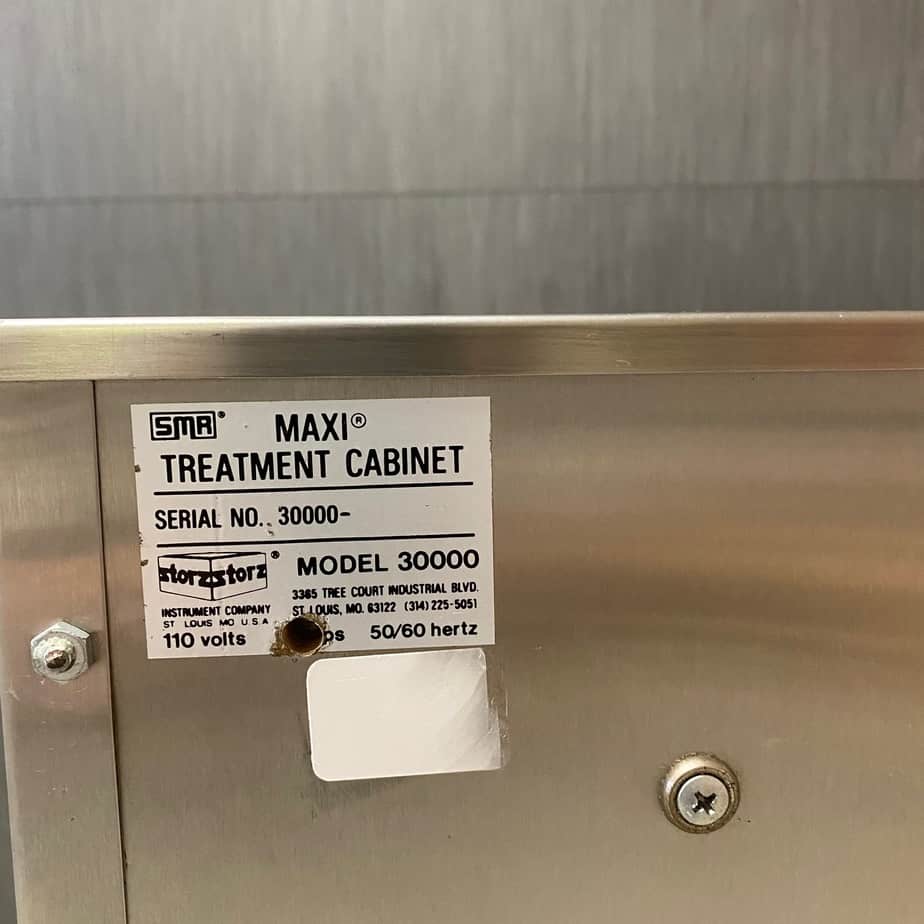 SMR® MAXI®
TREATMENT CABINET
SERIAL NO. 30000-
storz storz®
MODEL 30000
3365 TREE COURT INDUSTRIAL BLVD.
ST LOUIS, MO. 63122 (314) 225-5051
INSTRUMENT COMPANY
ST LOUIS MO U.S.A
110 volts 50/60 hertz